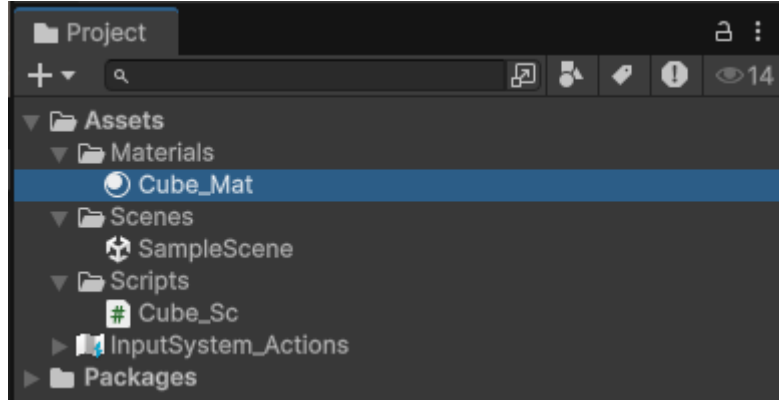 Project
14
Assets
Materials
Cube_Mat
Scenes
SampleScene
Scripts
# Cube_Sc
InputSystem_Actions
Packages